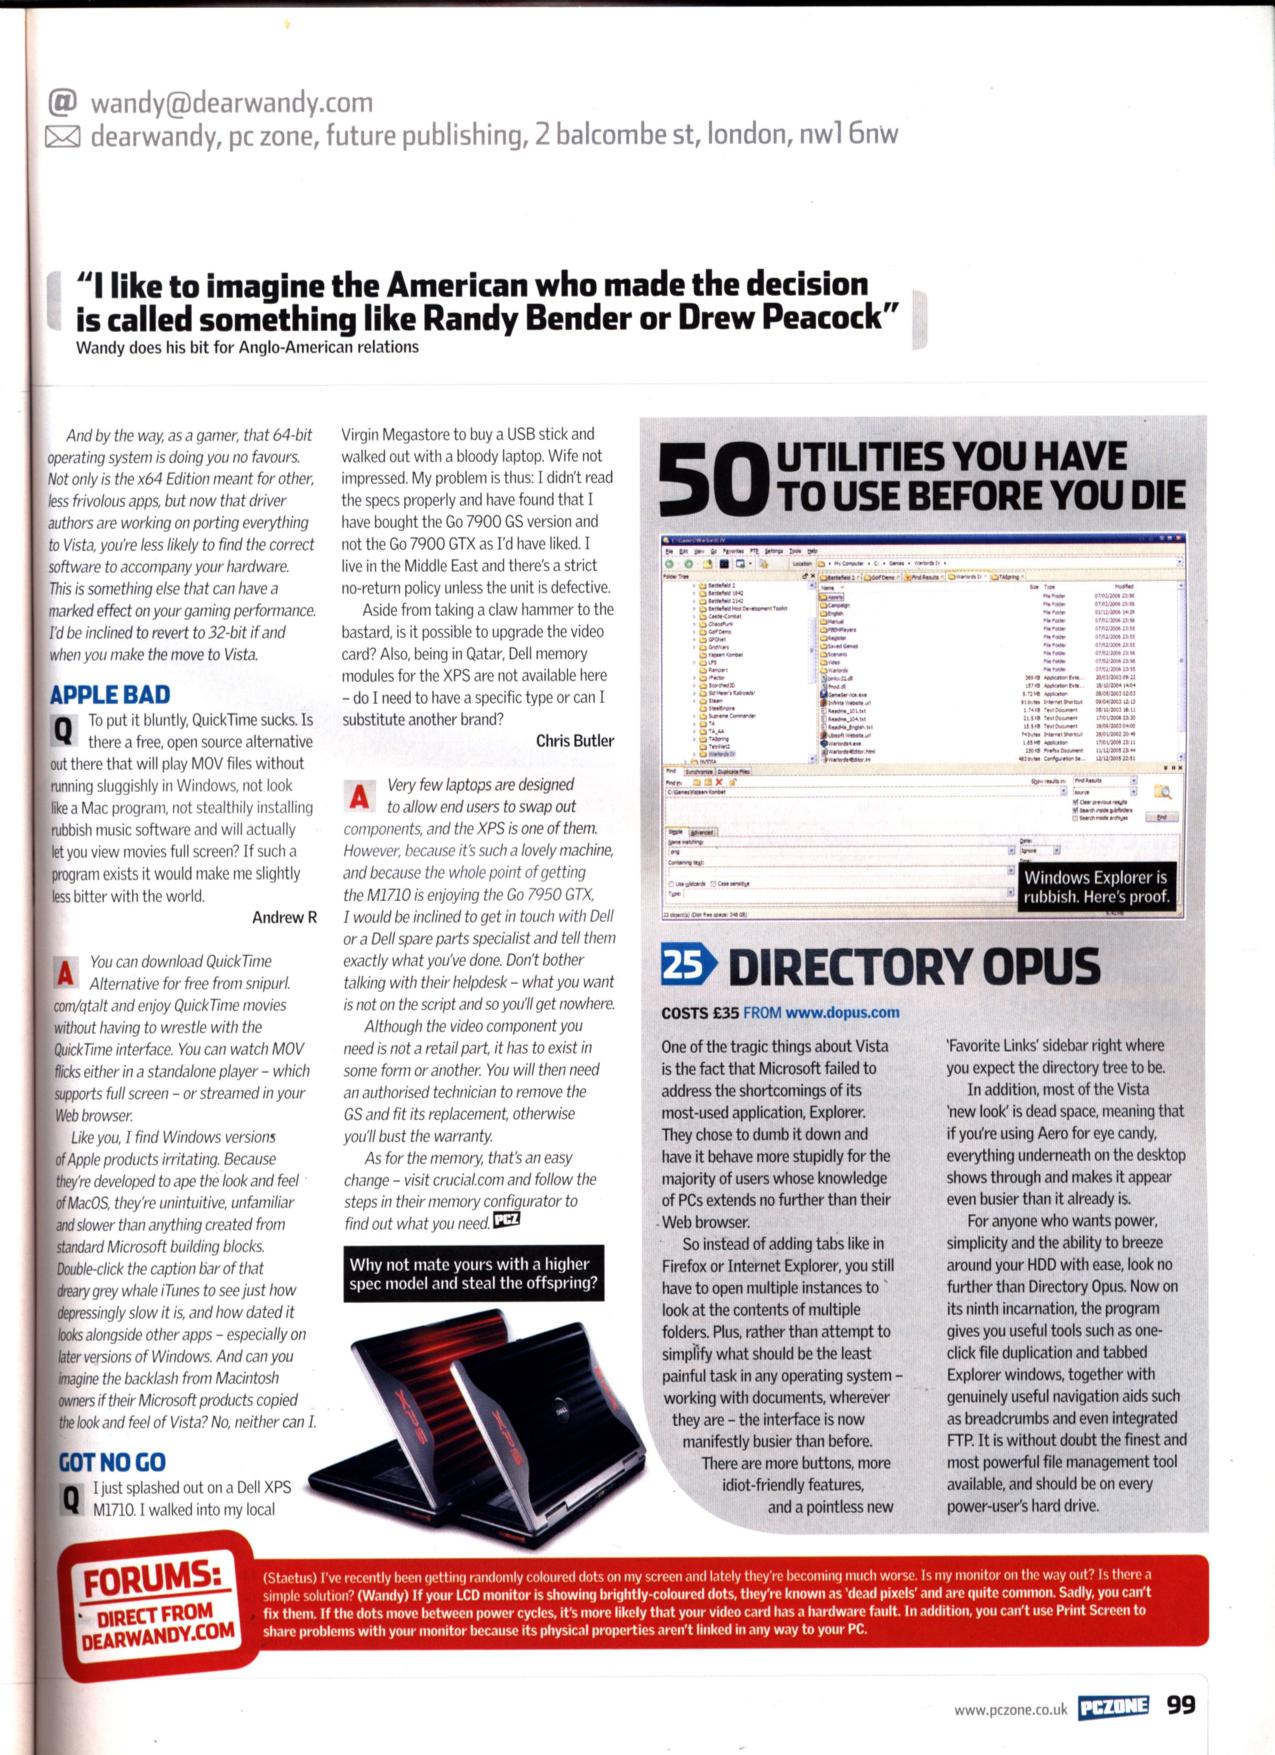 @ wandy@dearwandy.com
dearwandy, pc zone, future publishing, 2 balcombe st, london, nw1 6nw
“I like to imagine the American who made the decision
is called something like Randy Bender or Drew Peacock”
Wandy does his bit for Anglo-American relations
And by the way, as a gamer, that 64-bit
operating system is doing you no favours.
Not only is the x64 Edition meant for other,
less frivolous apps, but now that driver
authors are working on porting everything
to Vista, you're less likely to find the correct
software to accompany your hardware.
This is something else that can have a
marked effect on your gaming performance.
I'd be inclined to revert to 32-bit if and
when you make the move to Vista.
APPLE BAD
Q To put it bluntly, QuickTime sucks. Is
there a free, open source alternative
out there that will play MOV files without
running sluggishly in Windows, not look
like a Mac program, not stealthily installing
rubbish music software and will actually
let you view movies full screen? If such a
program exists it would make me slightly
less bitter with the world.
Andrew R
A You can download QuickTime
Alternative for free from snipurl.
com/qtalt and enjoy QuickTime movies
without having to wrestle with the
QuickTime interface. You can watch MOV
flicks either in a standalone player – which
supports full screen – or streamed in your
Web browser.
Like you, I find Windows versions
of Apple products irritating. Because
they're developed to ape the look and feel
of MacOS, they're unintuitive, unfamiliar
and slower than anything created from
standard Microsoft building blocks.
Double-click the caption bar of that
dreary grey whale iTunes to see just how
depressingly slow it is, and how dated it
looks alongside other apps – especially on
later versions of Windows. And can you
imagine the backlash from Macintosh
owners if their Microsoft products copied
the look and feel of Vista? No, neither can I.
GOT NO GO
Q I just splashed out on a Dell XPS
M1710. I walked into my local
Virgin Megastore to buy a USB stick and
walked out with a bloody laptop. Wife not
impressed. My problem is thus: I didn't read
the specs properly and have found that I
have bought the Go 7900 GS version and
not the Go 7900 GTX as I'd have liked. I
live in the Middle East and there's a strict
no-return policy unless the unit is defective.
Aside from taking a claw hammer to the
bastard, is it possible to upgrade the video
card? Also, being in Qatar, Dell memory
modules for the XPS are not available here
– do I need to have a specific type or can I
substitute another brand?
Chris Butler
A Very few laptops are designed
to allow end users to swap out
components, and the XPS is one of them.
However, because it's such a lovely machine,
and because the whole point of getting
the M1710 is enjoying the Go 7950 GTX,
I would be inclined to get in touch with Dell
or a Dell spare parts specialist and tell them
exactly what you've done. Don't bother
talking with their helpdesk – what you want
is not on the script and so you'll get nowhere.
Although the video component you
need is not a retail part, it has to exist in
some form or another. You will then need
an authorised technician to remove the
GS and fit its replacement, otherwise
you'll bust the warranty.
As for the memory, that's an easy
change – visit crucial.com and follow the
steps in their memory configurator to
find out what you need. PCZ
Why not mate yours with a higher
spec model and steal the offspring?
XPS
XPS
DELL
50 UTILITIES YOU HAVE
TO USE BEFORE YOU DIE
Windows Explorer is
rubbish. Here's proof.
25 DIRECTORY OPUS
COSTS £35 FROM www.dopus.com
One of the tragic things about Vista
is the fact that Microsoft failed to
address the shortcomings of its
most-used application, Explorer.
They chose to dumb it down and
have it behave more stupidly for the
majority of users whose knowledge
of PCs extends no further than their
Web browser.
So instead of adding tabs like in
Firefox or Internet Explorer, you still
have to open multiple instances to
look at the contents of multiple
folders. Plus, rather than attempt to
simplify what should be the least
painful task in any operating system –
working with documents, wherever
they are – the interface is now
manifestly busier than before.
There are more buttons, more
idiot-friendly features,
and a pointless new
‘Favorite Links’ sidebar right where
you expect the directory tree to be.
In addition, most of the Vista
‘new look’ is dead space, meaning that
if you're using Aero for eye candy,
everything underneath on the desktop
shows through and makes it appear
even busier than it already is.
For anyone who wants power,
simplicity and the ability to breeze
around your HDD with ease, look no
further than Directory Opus. Now on
its ninth incarnation, the program
gives you useful tools such as one-
click file duplication and tabbed
Explorer windows, together with
genuinely useful navigation aids such
as breadcrumbs and even integrated
FTP. It is without doubt the finest and
most powerful file management tool
available, and should be on every
power-user's hard drive.
FORUMS:
DIRECT FROM
DEARWANDY.COM
(Staetus) I've recently been getting randomly coloured dots on my screen and lately they're becoming much worse. Is my monitor on the way out? Is there a
simple solution? (Wandy) If your LCD monitor is showing brightly-coloured dots, they're known as ‘dead pixels’ and are quite common. Sadly, you can't
fix them. If the dots move between power cycles, it's more likely that your video card has a hardware fault. In addition, you can't use Print Screen to
share problems with your monitor because its physical properties aren't linked in any way to your PC.
www.pczone.co.uk PCZONE 99